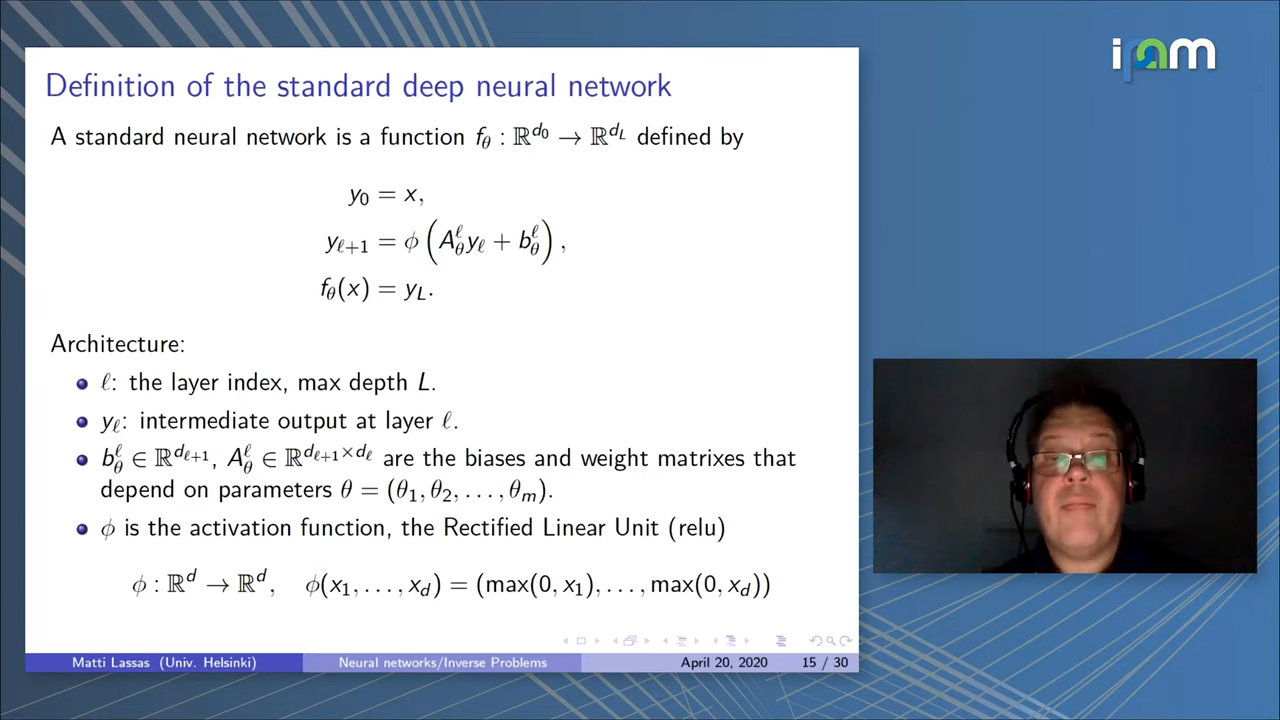 ipam
Definition of the standard deep neural network
A standard neural network is a function f_θ : ℝ^{d_0} → ℝ^{d_L} defined by
y_0 = x,
y_{ℓ+1} = ϕ(A_θ^ℓ y_ℓ + b_θ^ℓ),
f_θ(x) = y_L.
Architecture:
ℓ: the layer index, max depth L.
y_ℓ: intermediate output at layer ℓ.
b_θ^ℓ ∈ ℝ^{d_{ℓ+1}}, A_θ^ℓ ∈ ℝ^{d_{ℓ+1}×d_ℓ} are the biases and weight matrixes that
depend on parameters θ = (θ_1, θ_2, . . . , θ_m).
ϕ is the activation function, the Rectified Linear Unit (relu)
ϕ : ℝ^d → ℝ^d, ϕ(x_1, . . . , x_d) = (max(0, x_1), . . . , max(0, x_d))
Matti Lassas (Univ. Helsinki) Neural networks/Inverse Problems April 20, 2020 15 / 30